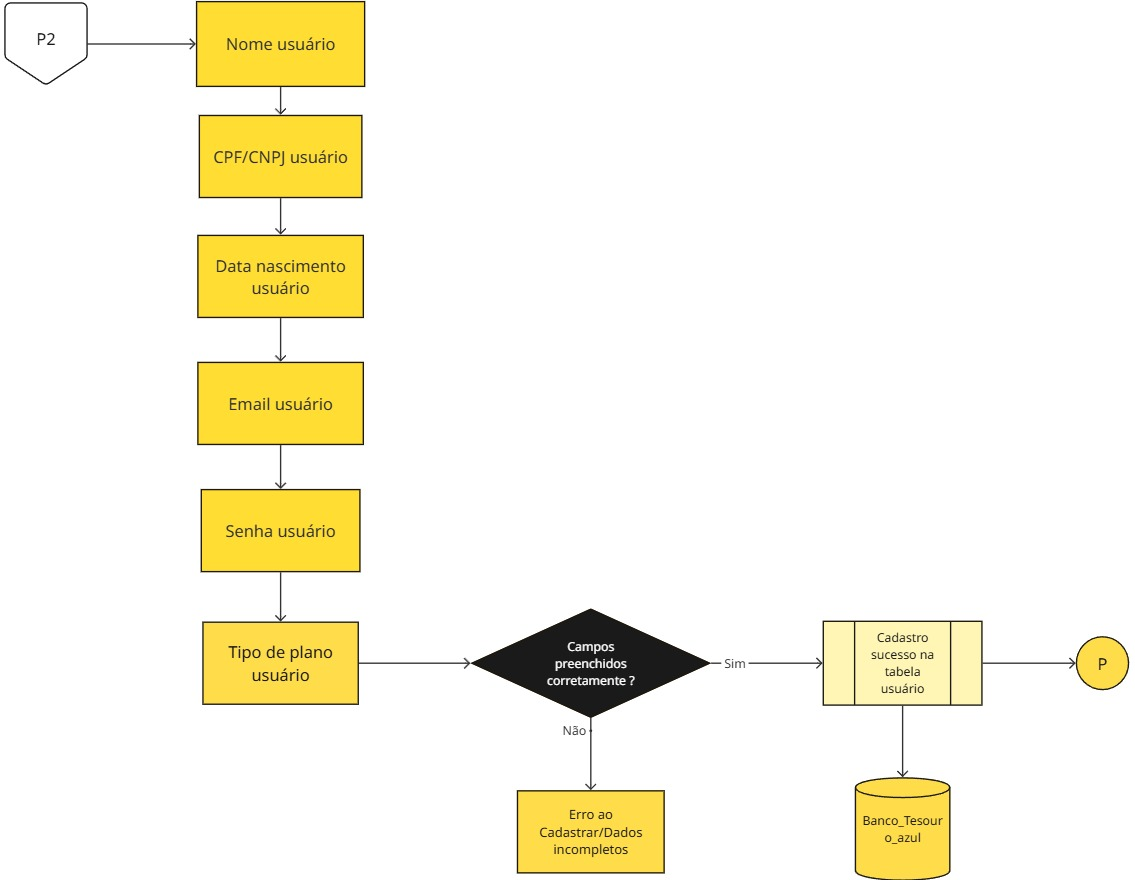 P2
Nome usuário
CPF/CNPJ usuário
Data nascimento
usuário
Email usuário
Senha usuário
Tipo de plano
usuário
Campos
preenchidos
corretamente ?
Sim
Cadastro
sucesso na
tabela
usuário
P
Não
Erro ao
Cadastrar/Dados
incompletos
Banco_Tesour
o_azul